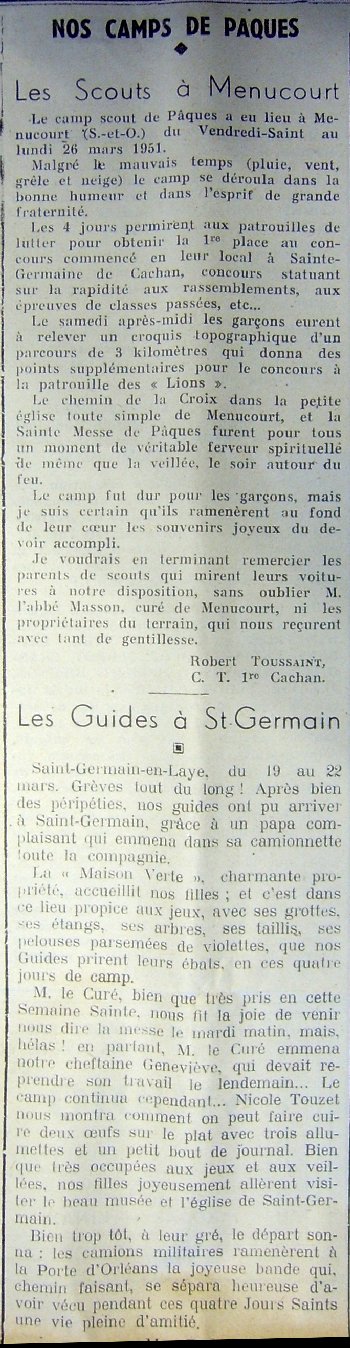 NOS CAMPS DE PAQUES
Les Scouts à Menucourt
Le camp scout de Pâques a eu lieu à Me-
nucourt (S.-et-O.) du Vendredi-Saint au
lundi 26 mars 1951.
Malgré le mauvais temps (pluie, vent,
grêle et neige) le camp se déroula dans la
bonne humeur et dans l'esprit de grande
fraternité.
Les 4 jours permirent aux patrouilles de
lutter pour obtenir la 1re place au con-
cours commencé en leur local à Sainte-
Germaine de Cachan, concours statuant
sur la rapidité aux rassemblements, aux
épreuves de classes passées, etc...
Le samedi après-midi les garçons eurent
à relever un croquis topographique d'un
parcours de 3 kilomètres qui donna des
points supplémentaires pour le concours à
la patrouille des « Lions ».
Le chemin de la Croix dans la petite
église toute simple de Menucourt, et la
Sainte Messe de Pâques furent pour tous
un moment de véritable ferveur spirituelle
de même que la veillée, le soir autour du
feu.
Le camp fut dur pour les garçons, mais
je suis certain qu'ils ramenèrent au fond
de leur cœur les souvenirs joyeux du de-
voir accompli.
Je voudrais en terminant remercier les
parents de scouts qui mirent leurs voitu-
res à notre disposition, sans oublier M.
l'abbé Masson, curé de Menucourt, ni les
propriétaires du terrain, qui nous reçurent
avec tant de gentillesse.
Robert TOUSSAINT,
C. T. 1re Cachan.
Les Guides à St-Germain
Saint-Germain-en-Laye, du 19 au 22
mars. Grèves tout du long ! Après bien
des péripéties, nos guides ont pu arriver
à Saint-Germain, grâce à un papa com-
plaisant qui emmena dans sa camionnette
toute la compagnie.
La « Maison Verte », charmante pro-
priété, accueillit nos filles ; et c'est dans
ce lieu propice aux jeux, avec ses grottes,
ses étangs, ses arbres, ses taillis, ses
pelouses parsemées de violettes, que nos
Guides prirent leurs ébats, en ces quatre
jours de camp.
M. le Curé, bien que très pris en cette
Semaine Sainte, nous fit la joie de venir
nous dire la messe le mardi matin, mais,
hélas ! en partant, M. le Curé emmena
notre cheftaine Geneviève, qui devait re-
prendre son travail le lendemain... Le
camp continua cependant... Nicole Touzet
nous montra comment on peut faire cui-
re deux œufs sur le plat avec trois allu-
mettes et un petit bout de journal. Bien
que très occupées aux jeux et aux veil-
lées, nos filles joyeusement allèrent visi-
ter le beau musée et l'église de Saint-Ger-
main.
Bien trop tôt, à leur gré, le départ son-
na : les camions militaires ramenèrent à
la Porte d'Orléans la joyeuse bande qui,
chemin faisant, se sépara heureuse d'a-
voir vécu pendant ces quatre Jours Saints
une vie pleine d'amitié.